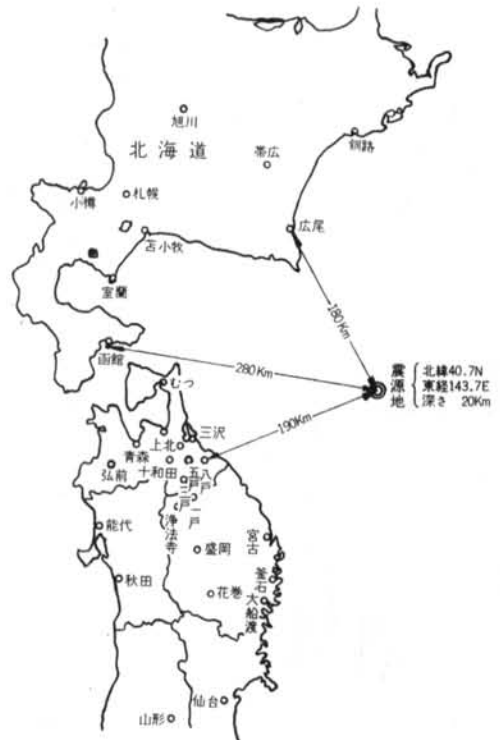 旭川
北海道
帯広
釧路
小樽
札幌
広尾
苫小牧
室蘭
180Km
函館
280Km
震源地
北緯40.7N
東経143.7E
深さ 20Km
むつ
190Km
三沢
上北
青森
弘前
十和田
五戸
八戸
三戸
一戸
浄法寺
能代
盛岡
宮古
秋田
花巻
釜石
大船渡
仙台
山形